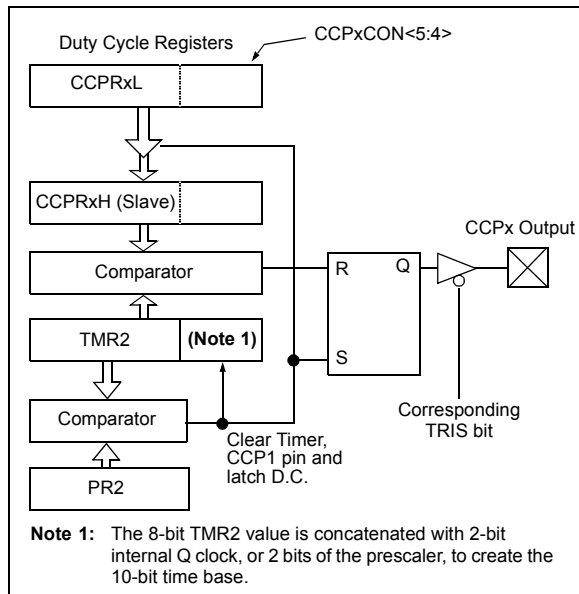 Duty Cycle Registers
CCPxCON<5:4>
CCPRxL
CCPRxH (Slave)
CCPx Output
Comparator
R
Q
TMR2
(Note 1)
S
Comparator
Clear Timer,
CCP1 pin and
latch D.C.
Corresponding
TRIS bit
PR2
Note 1: The 8-bit TMR2 value is concatenated with 2-bit
internal Q clock, or 2 bits of the prescaler, to create the
10-bit time base.